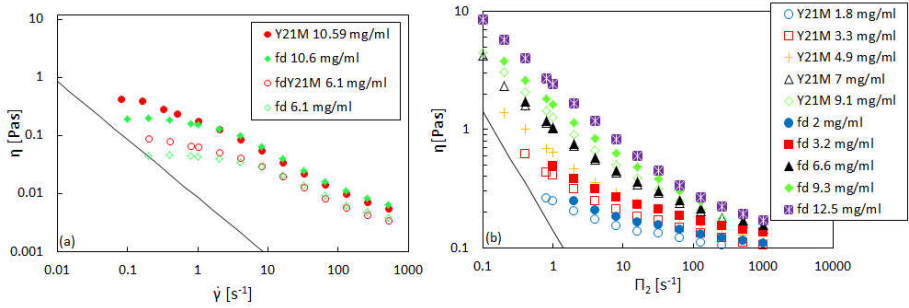 10
1
0.1
0.01
0.001
η [Pas]
(a)
0.01 0.1 1.0 10 100 1000
γ̇ [s⁻¹]
Y21M 10.59 mg/ml
fd 10.6 mg/ml
fdY21M 6.1 mg/ml
fd 6.1 mg/ml
10
1
0.1
η [Pas]
(b)
0.1 1 10 100 1000 10000
Π₂ [s⁻¹]
Y21M 1.8 mg/ml
Y21M 3.3 mg/ml
Y21M 4.9 mg/ml
Y21M 7 mg/ml
Y21M 9.1 mg/ml
fd 2 mg/ml
fd 3.2 mg/ml
fd 6.6 mg/ml
fd 9.3 mg/ml
fd 12.5 mg/ml